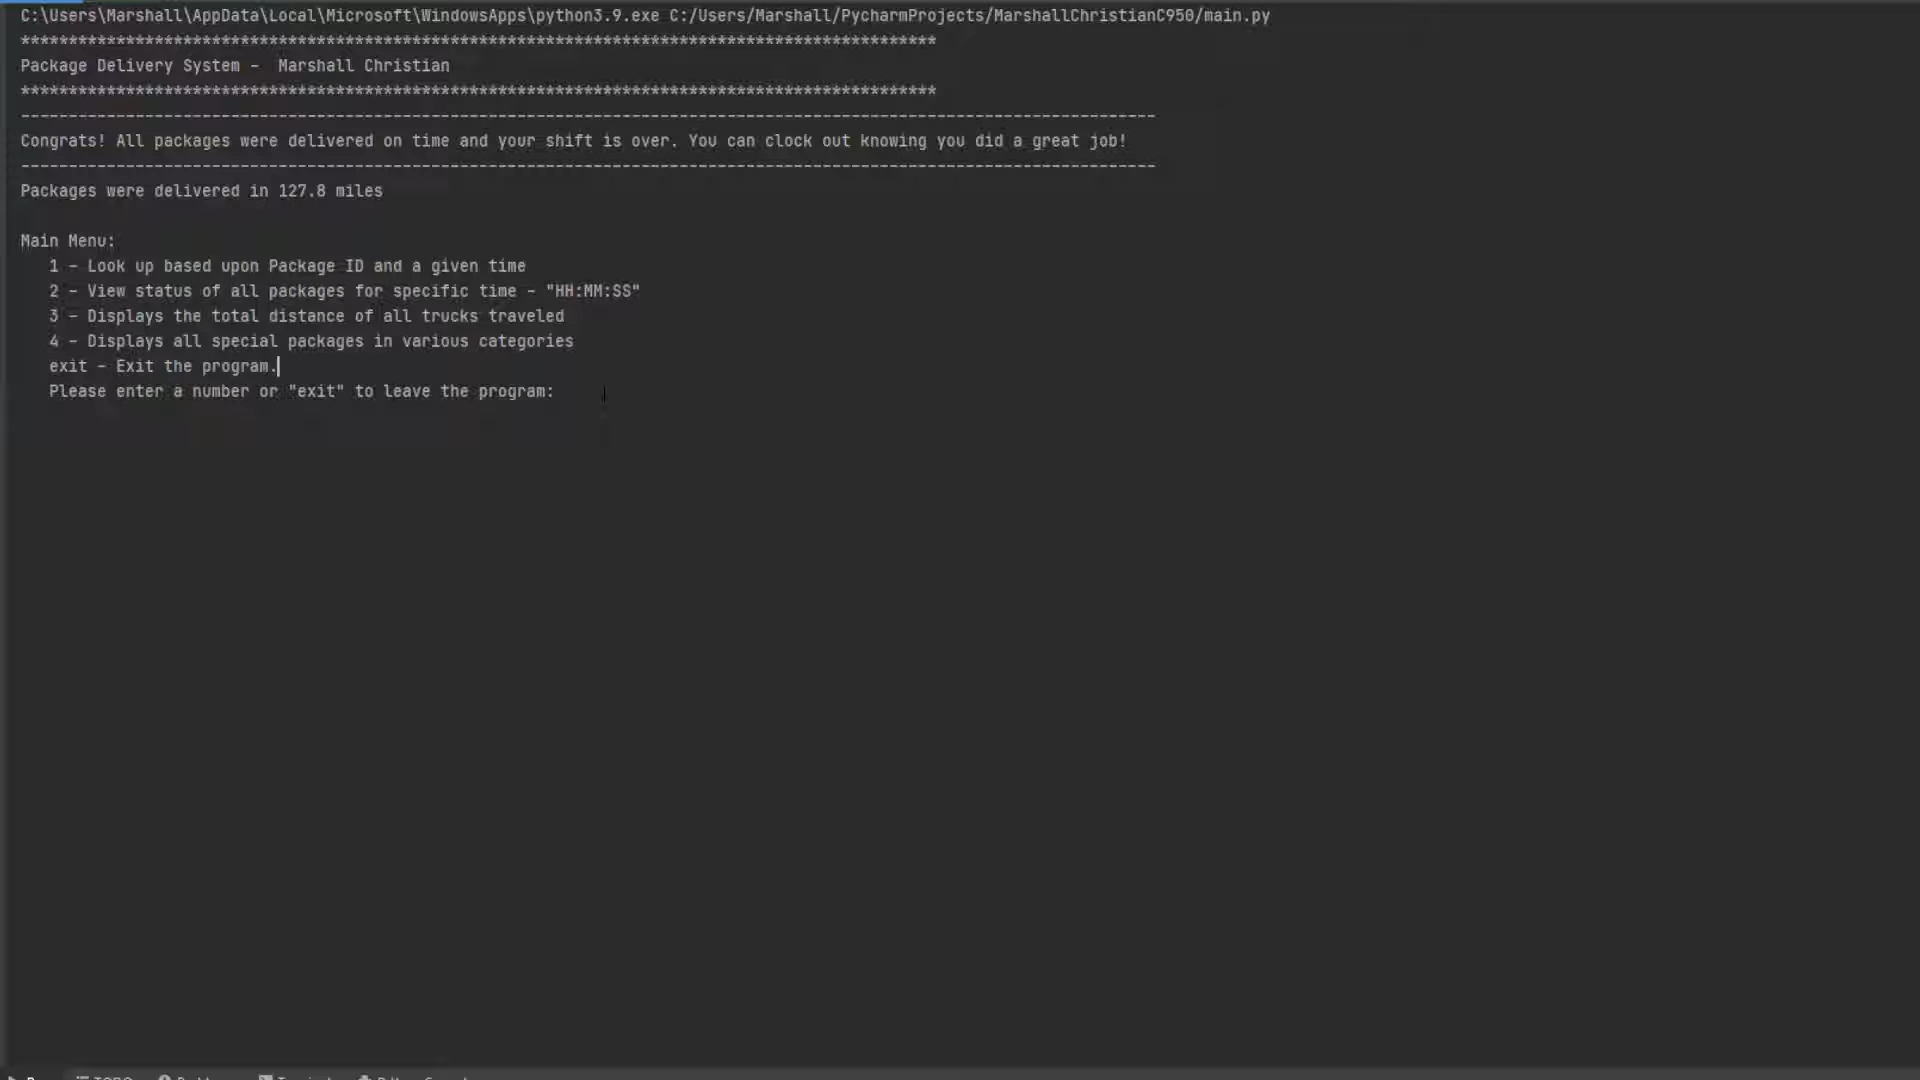 C:\Users\Marshall\AppData\Local\Microsoft\WindowsApps\python3.9.exe C:/Users/Marshall/PycharmProjects/MarshallChristianC950/main.py
************************************************************************************************
Package Delivery System -  Marshall Christian
************************************************************************************************
-----------------------------------------------------------------------------------------------------------------------
Congrats! All packages were delivered on time and your shift is over. You can clock out knowing you did a great job!
-----------------------------------------------------------------------------------------------------------------------
Packages were delivered in 127.8 miles
Main Menu:
1 - Look up based upon Package ID and a given time
2 - View status of all packages for specific time - "HH:MM:SS"
3 - Displays the total distance of all trucks traveled
4 - Displays all special packages in various categories
exit - Exit the program.
Please enter a number or "exit" to leave the program: